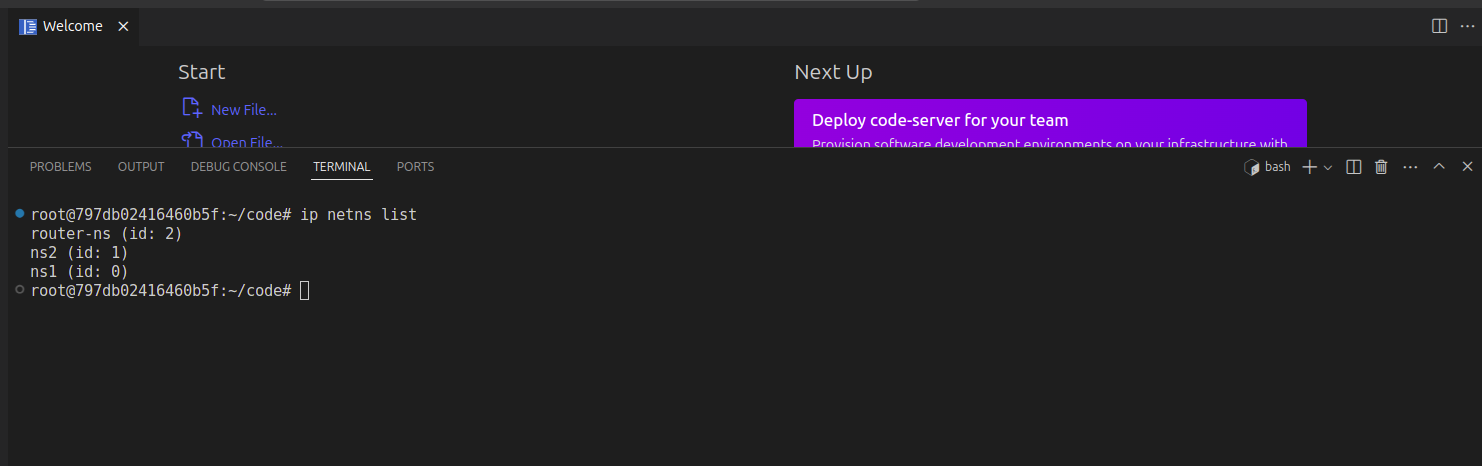 Welcome
Start
Next Up
New File...
Deploy code-server for your team
Open File...
Provision software development environments on your infrastructure with
PROBLEMS OUTPUT DEBUG CONSOLE TERMINAL PORTS bash
root@797db02416460b5f:~/code# ip netns list
router-ns (id: 2)
ns2 (id: 1)
ns1 (id: 0)
root@797db02416460b5f:~/code#